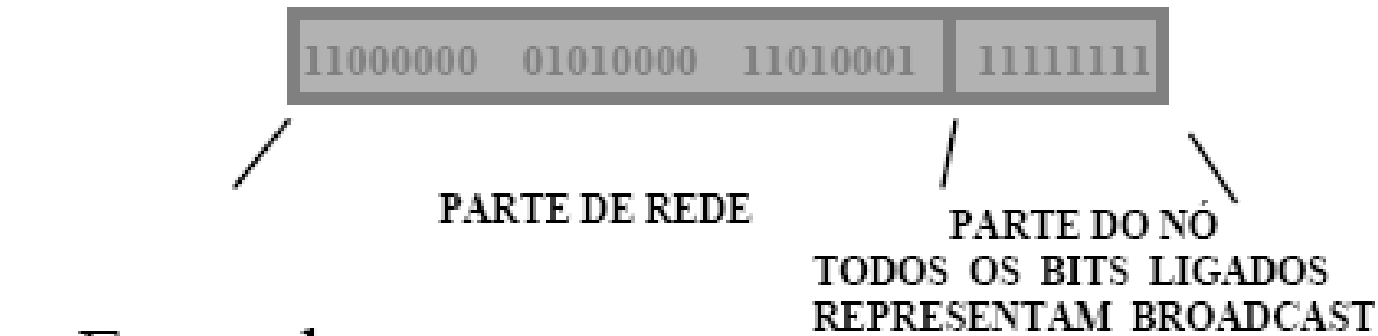 11000000 01010000 11010001 11111111
PARTE DE REDE
PARTE DO NÓ
TODOS OS BITS LIGADOS
REPRESENTAM BROADCAST